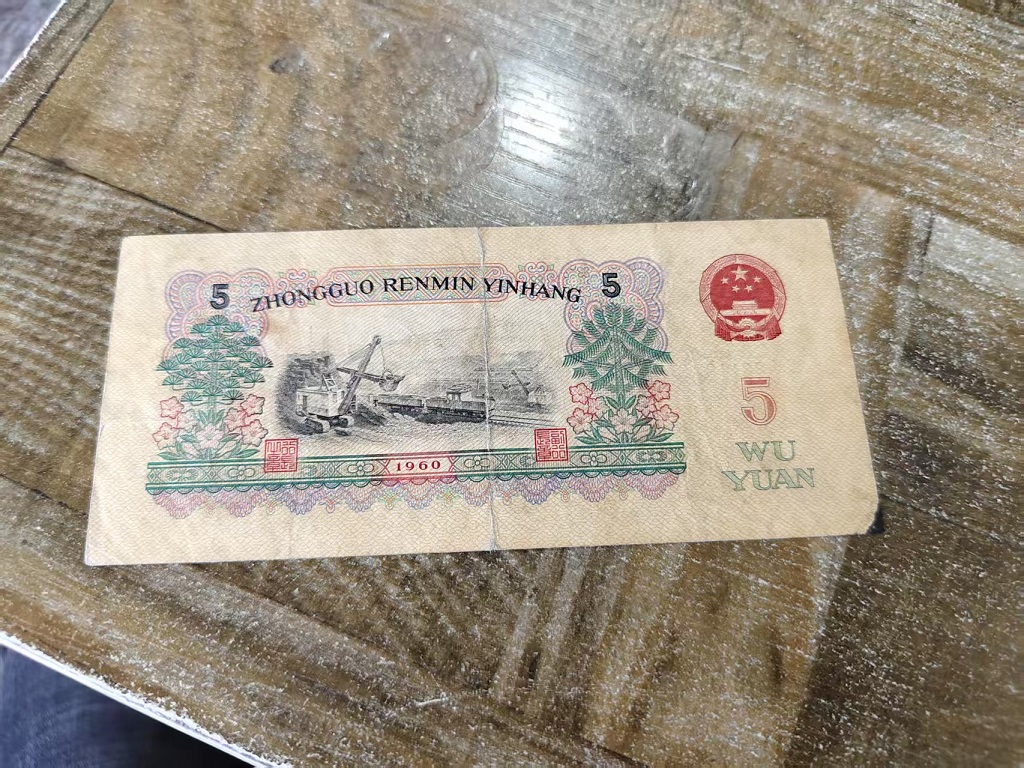 5 ZHONGGUO RENMIN YINHANG 5
1960
5
WU
YUAN